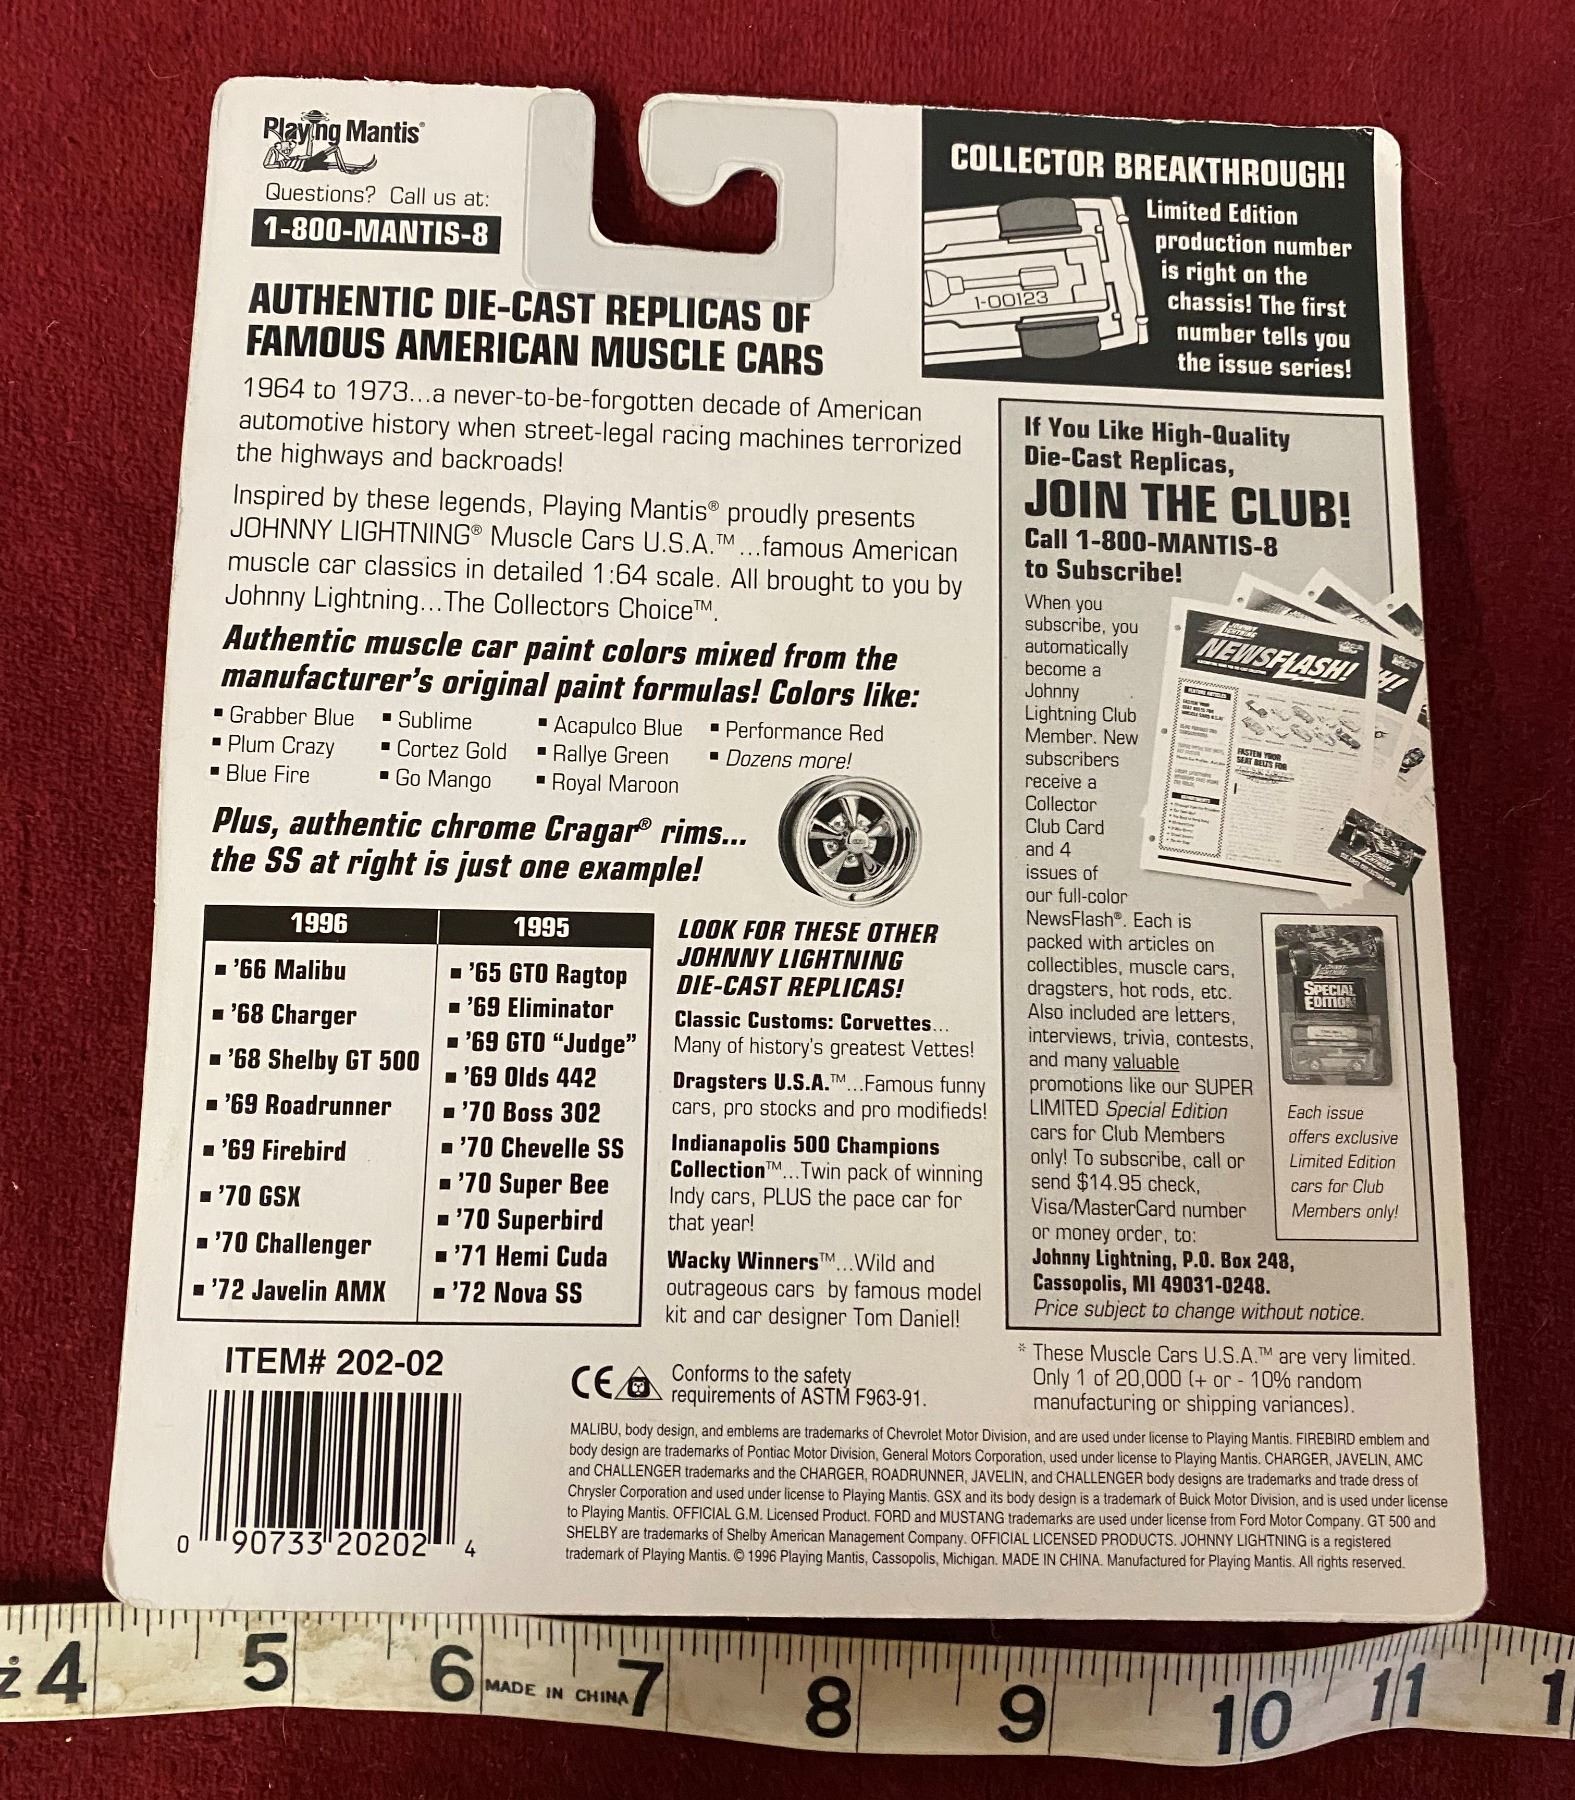 Playing Mantis®
Questions? Call us at:
1-800-MANTIS-8
AUTHENTIC DIE-CAST REPLICAS OF
FAMOUS AMERICAN MUSCLE CARS
1964 to 1973...a never-to-be-forgotten decade of American
automotive history when street-legal racing machines terrorized
the highways and backroads!
Inspired by these legends, Playing Mantis® proudly presents
JOHNNY LIGHTNING® Muscle Cars U.S.A.™...famous American
muscle car classics in detailed 1:64 scale. All brought to you by
Johnny Lightning...The Collectors Choice™.
Authentic muscle car paint colors mixed from the
manufacturer's original paint formulas! Colors like:
▪ Grabber Blue ▪ Sublime ▪ Acapulco Blue ▪ Performance Red
▪ Plum Crazy ▪ Cortez Gold ▪ Rallye Green ▪ Dozens more!
▪ Blue Fire ▪ Go Mango ▪ Royal Maroon
Plus, authentic chrome Cragar® rims...
the SS at right is just one example!
1996
▪ '66 Malibu
▪ '68 Charger
▪ '68 Shelby GT 500
▪ '69 Roadrunner
▪ '69 Firebird
▪ '70 GSX
▪ '70 Challenger
▪ '72 Javelin AMX
1995
▪ '65 GTO Ragtop
▪ '69 Eliminator
▪ '69 GTO “Judge”
▪ '69 Olds 442
▪ '70 Boss 302
▪ '70 Chevelle SS
▪ '70 Super Bee
▪ '70 Superbird
▪ '71 Hemi Cuda
▪ '72 Nova SS
LOOK FOR THESE OTHER
JOHNNY LIGHTNING
DIE-CAST REPLICAS!
Classic Customs: Corvettes...
Many of history's greatest Vettes!
Dragsters U.S.A.™...Famous funny
cars, pro stocks and pro modifieds!
Indianapolis 500 Champions
Collection™...Twin pack of winning
Indy cars, PLUS the pace car for
that year!
Wacky Winners™...Wild and
outrageous cars by famous model
kit and car designer Tom Daniel!
COLLECTOR BREAKTHROUGH!
Limited Edition
production number
is right on the
chassis! The first
number tells you
the issue series!
1-00123
If You Like High-Quality
Die-Cast Replicas,
JOIN THE CLUB!
Call 1-800-MANTIS-8
to Subscribe!
When you
subscribe, you
automatically
become a
Johnny
Lightning Club
Member. New
subscribers
receive a
Collector
Club Card
and 4
issues of
our full-color
NewsFlash®. Each is
packed with articles on
collectibles, muscle cars,
dragsters, hot rods, etc.
Also included are letters,
interviews, trivia, contests,
and many valuable
promotions like our SUPER
LIMITED Special Edition
cars for Club Members
only! To subscribe, call or
send $14.95 check,
Visa/MasterCard number
or money order, to:
Johnny Lightning, P.O. Box 248,
Cassopolis, MI 49031-0248.
Price subject to change without notice.
JOHNNY LIGHTNING
NEWSFLASH!
FASTEN YOUR
SEAT BELTS FOR
SPECIAL
EDITION
Each issue
offers exclusive
Limited Edition
cars for Club
Members only!
* These Muscle Cars U.S.A.™ are very limited.
Only 1 of 20,000 (+ or - 10% random
manufacturing or shipping variances).
ITEM# 202-02
0 90733 20202 4
CE
Conforms to the safety
requirements of ASTM F963-91.
MALIBU, body design, and emblems are trademarks of Chevrolet Motor Division, and are used under license to Playing Mantis. FIREBIRD emblem and
body design are trademarks of Pontiac Motor Division, General Motors Corporation, used under license to Playing Mantis. CHARGER, JAVELIN, AMC
and CHALLENGER trademarks and the CHARGER, ROADRUNNER, JAVELIN, and CHALLENGER body designs are trademarks and trade dress of
Chrysler Corporation and used under license to Playing Mantis. GSX and its body design is a trademark of Buick Motor Division, and is used under license
to Playing Mantis. OFFICIAL G.M. Licensed Product. FORD and MUSTANG trademarks are used under license from Ford Motor Company. GT 500 and
SHELBY are trademarks of Shelby American Management Company. OFFICIAL LICENSED PRODUCTS. JOHNNY LIGHTNING is a registered
trademark of Playing Mantis. © 1996 Playing Mantis, Cassopolis, Michigan. MADE IN CHINA. Manufactured for Playing Mantis. All rights reserved.
4 5 6 MADE IN CHINA 7 8 9 10 11 1